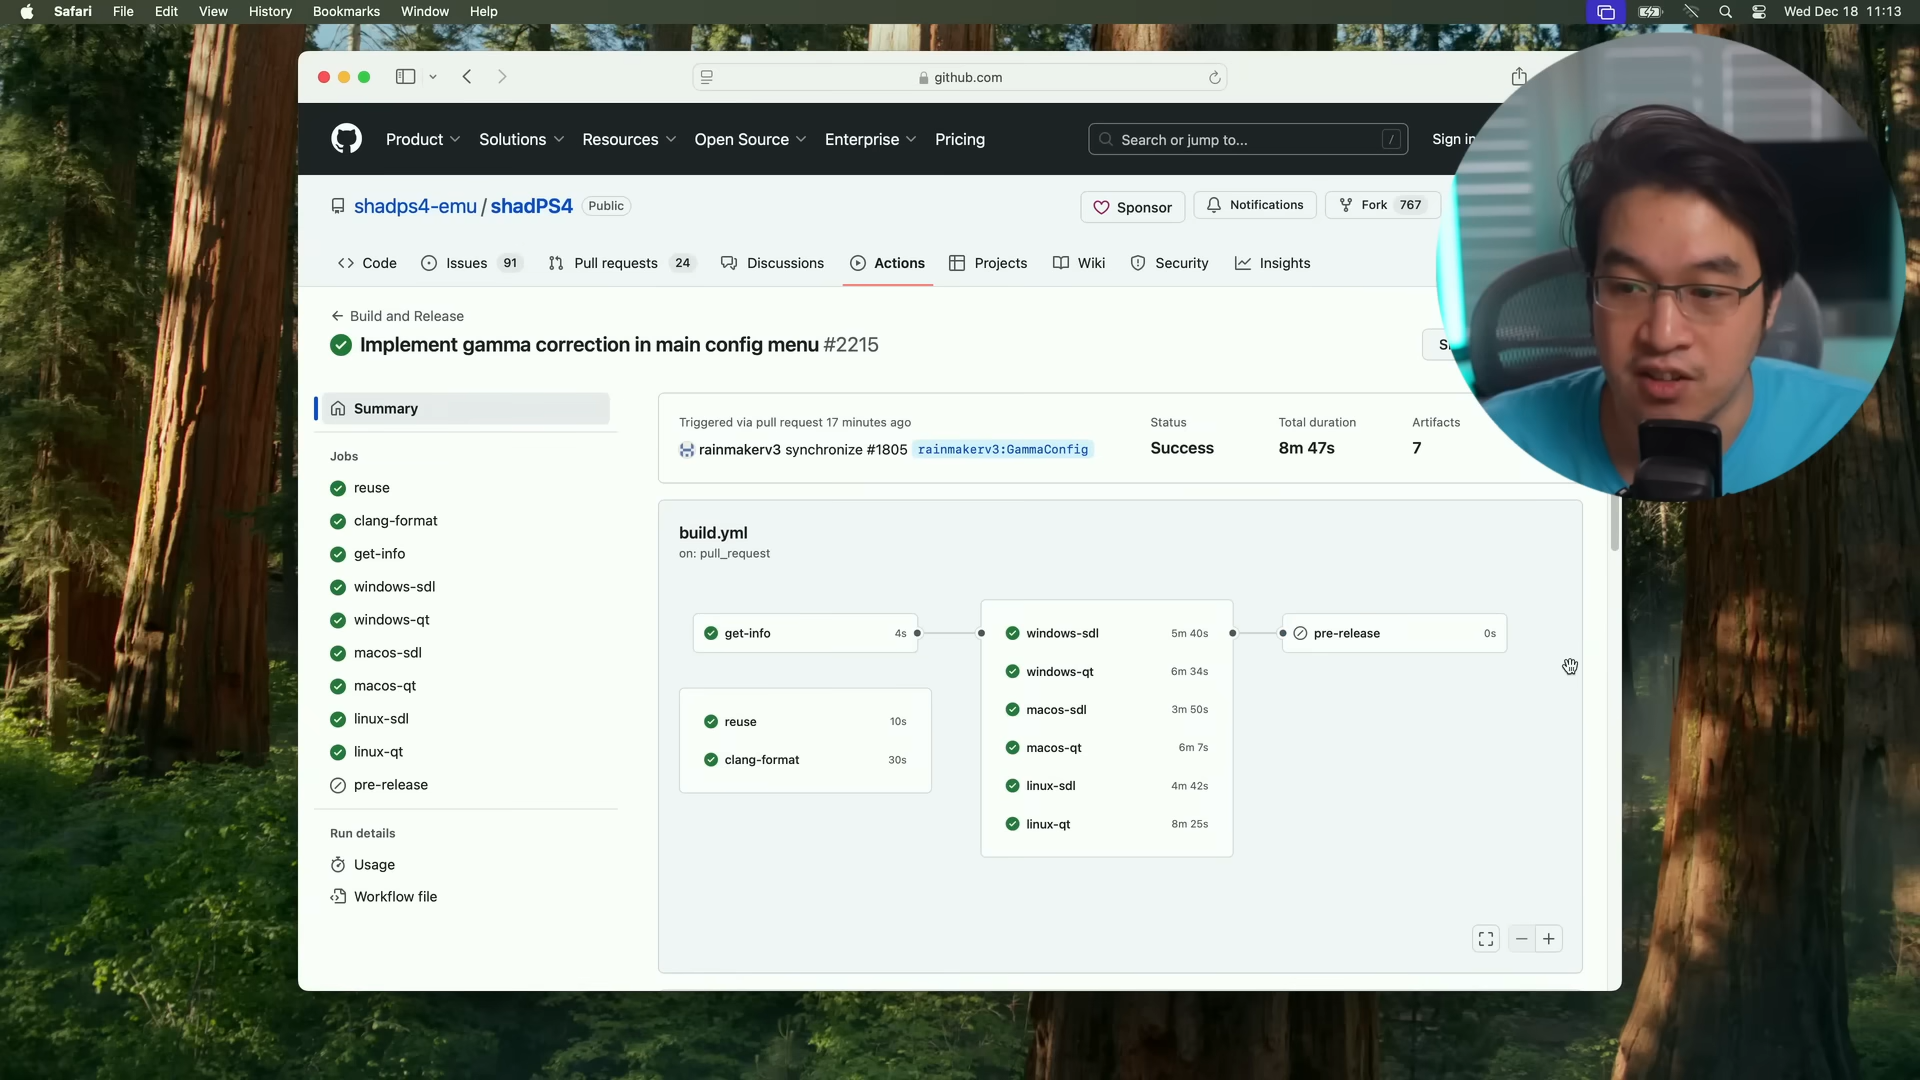 Safari File Edit View History Bookmarks Window Help Wed Dec 18 11:13
github.com
Product Solutions Resources Open Source Enterprise Pricing Search or jump to... / Sign in
shadps4-emu / shadPS4 Public Sponsor Notifications Fork 767
Code Issues 91 Pull requests 24 Discussions Actions Projects Wiki Security Insights
Build and Release
Implement gamma correction in main config menu #2215
Summary
Jobs
reuse
clang-format
get-info
windows-sdl
windows-qt
macos-sdl
macos-qt
linux-sdl
linux-qt
pre-release
Run details
Usage
Workflow file
Triggered via pull request 17 minutes ago Status Total duration Artifacts
rainmakerv3 synchronize #1805 rainmakerv3:GammaConfig Success 8m 47s 7
build.yml
on: pull_request
get-info 4s
reuse 10s
clang-format 30s
windows-sdl 5m 40s
windows-qt 6m 34s
macos-sdl 3m 50s
macos-qt 6m 7s
linux-sdl 4m 42s
linux-qt 8m 25s
pre-release 0s